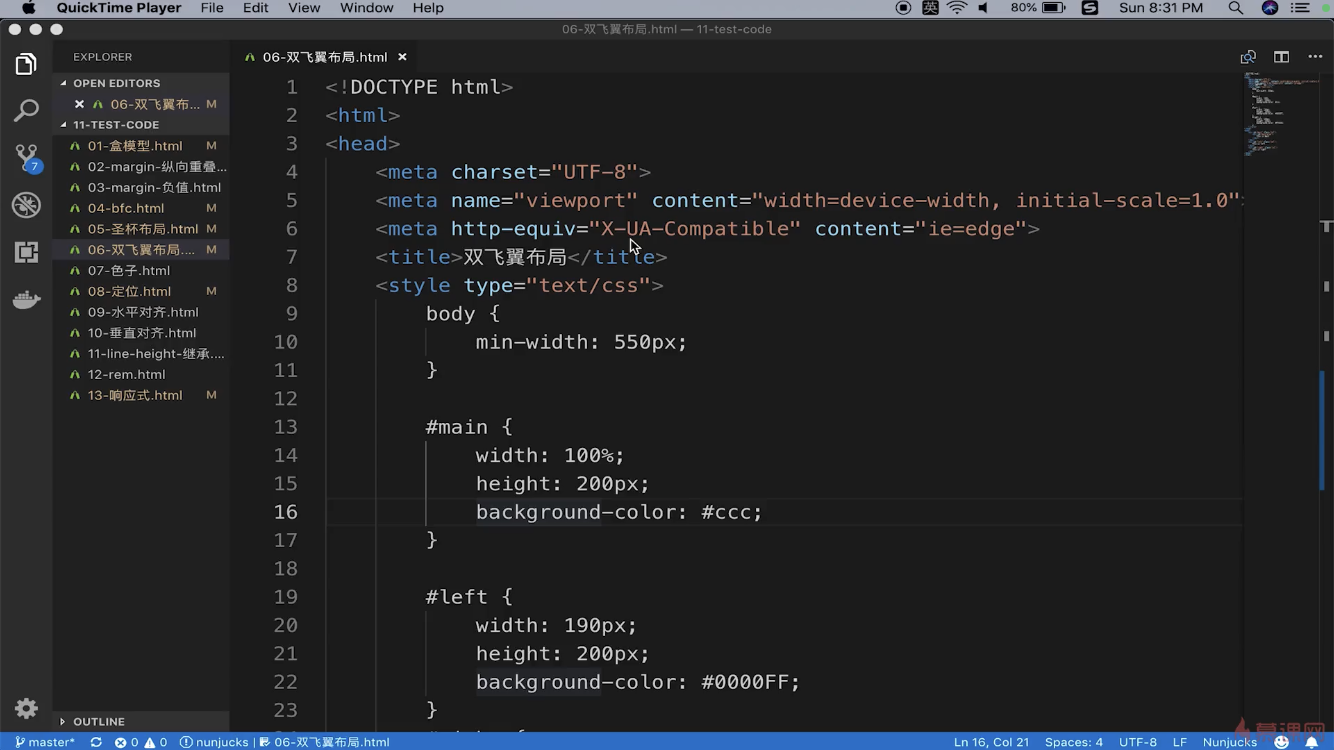 QuickTime Player File Edit View Window Help 英 80% Sun 8:31 PM
06-双飞翼布局.html — 11-test-code
EXPLORER
OPEN EDITORS
06-双飞翼布... M
11-TEST-CODE
01-盒模型.html M
02-margin-纵向重叠...
03-margin-负值.html
04-bfc.html M
05-圣杯布局.html M
06-双飞翼布局.... M
07-色子.html
08-定位.html M
09-水平对齐.html
10-垂直对齐.html
11-line-height-继承....
12-rem.html
13-响应式.html M
7
OUTLINE
06-双飞翼布局.html
1 <!DOCTYPE html>
2 <html>
3 <head>
4 <meta charset="UTF-8">
5 <meta name="viewport" content="width=device-width, initial-scale=1.0">
6 <meta http-equiv="X-UA-Compatible" content="ie=edge">
7 <title>双飞翼布局</title>
8 <style type="text/css">
9 body {
10 min-width: 550px;
11 }
12
13 #main {
14 width: 100%;
15 height: 200px;
16 background-color: #ccc;
17 }
18
19 #left {
20 width: 190px;
21 height: 200px;
22 background-color: #0000FF;
23 }
慕课网
master* 0 0 nunjucks | 06-双飞翼布局.html Ln 16, Col 21 Spaces: 4 UTF-8 LF Nunjucks